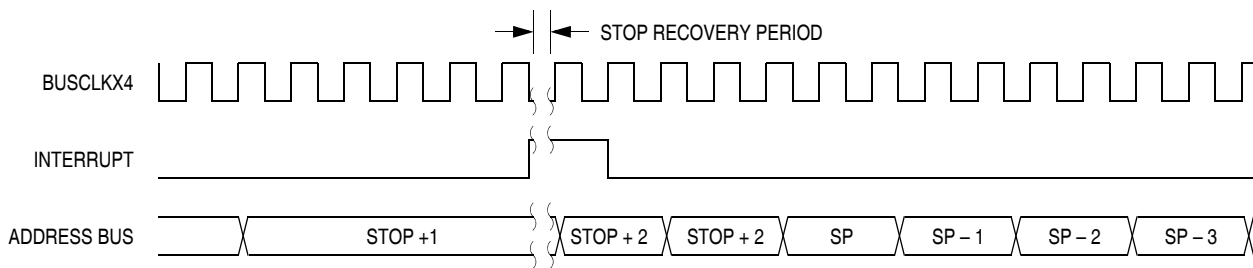 STOP RECOVERY PERIOD
BUSCLKX4
INTERRUPT
ADDRESS BUS STOP +1 STOP + 2 STOP + 2 SP SP – 1 SP – 2 SP – 3